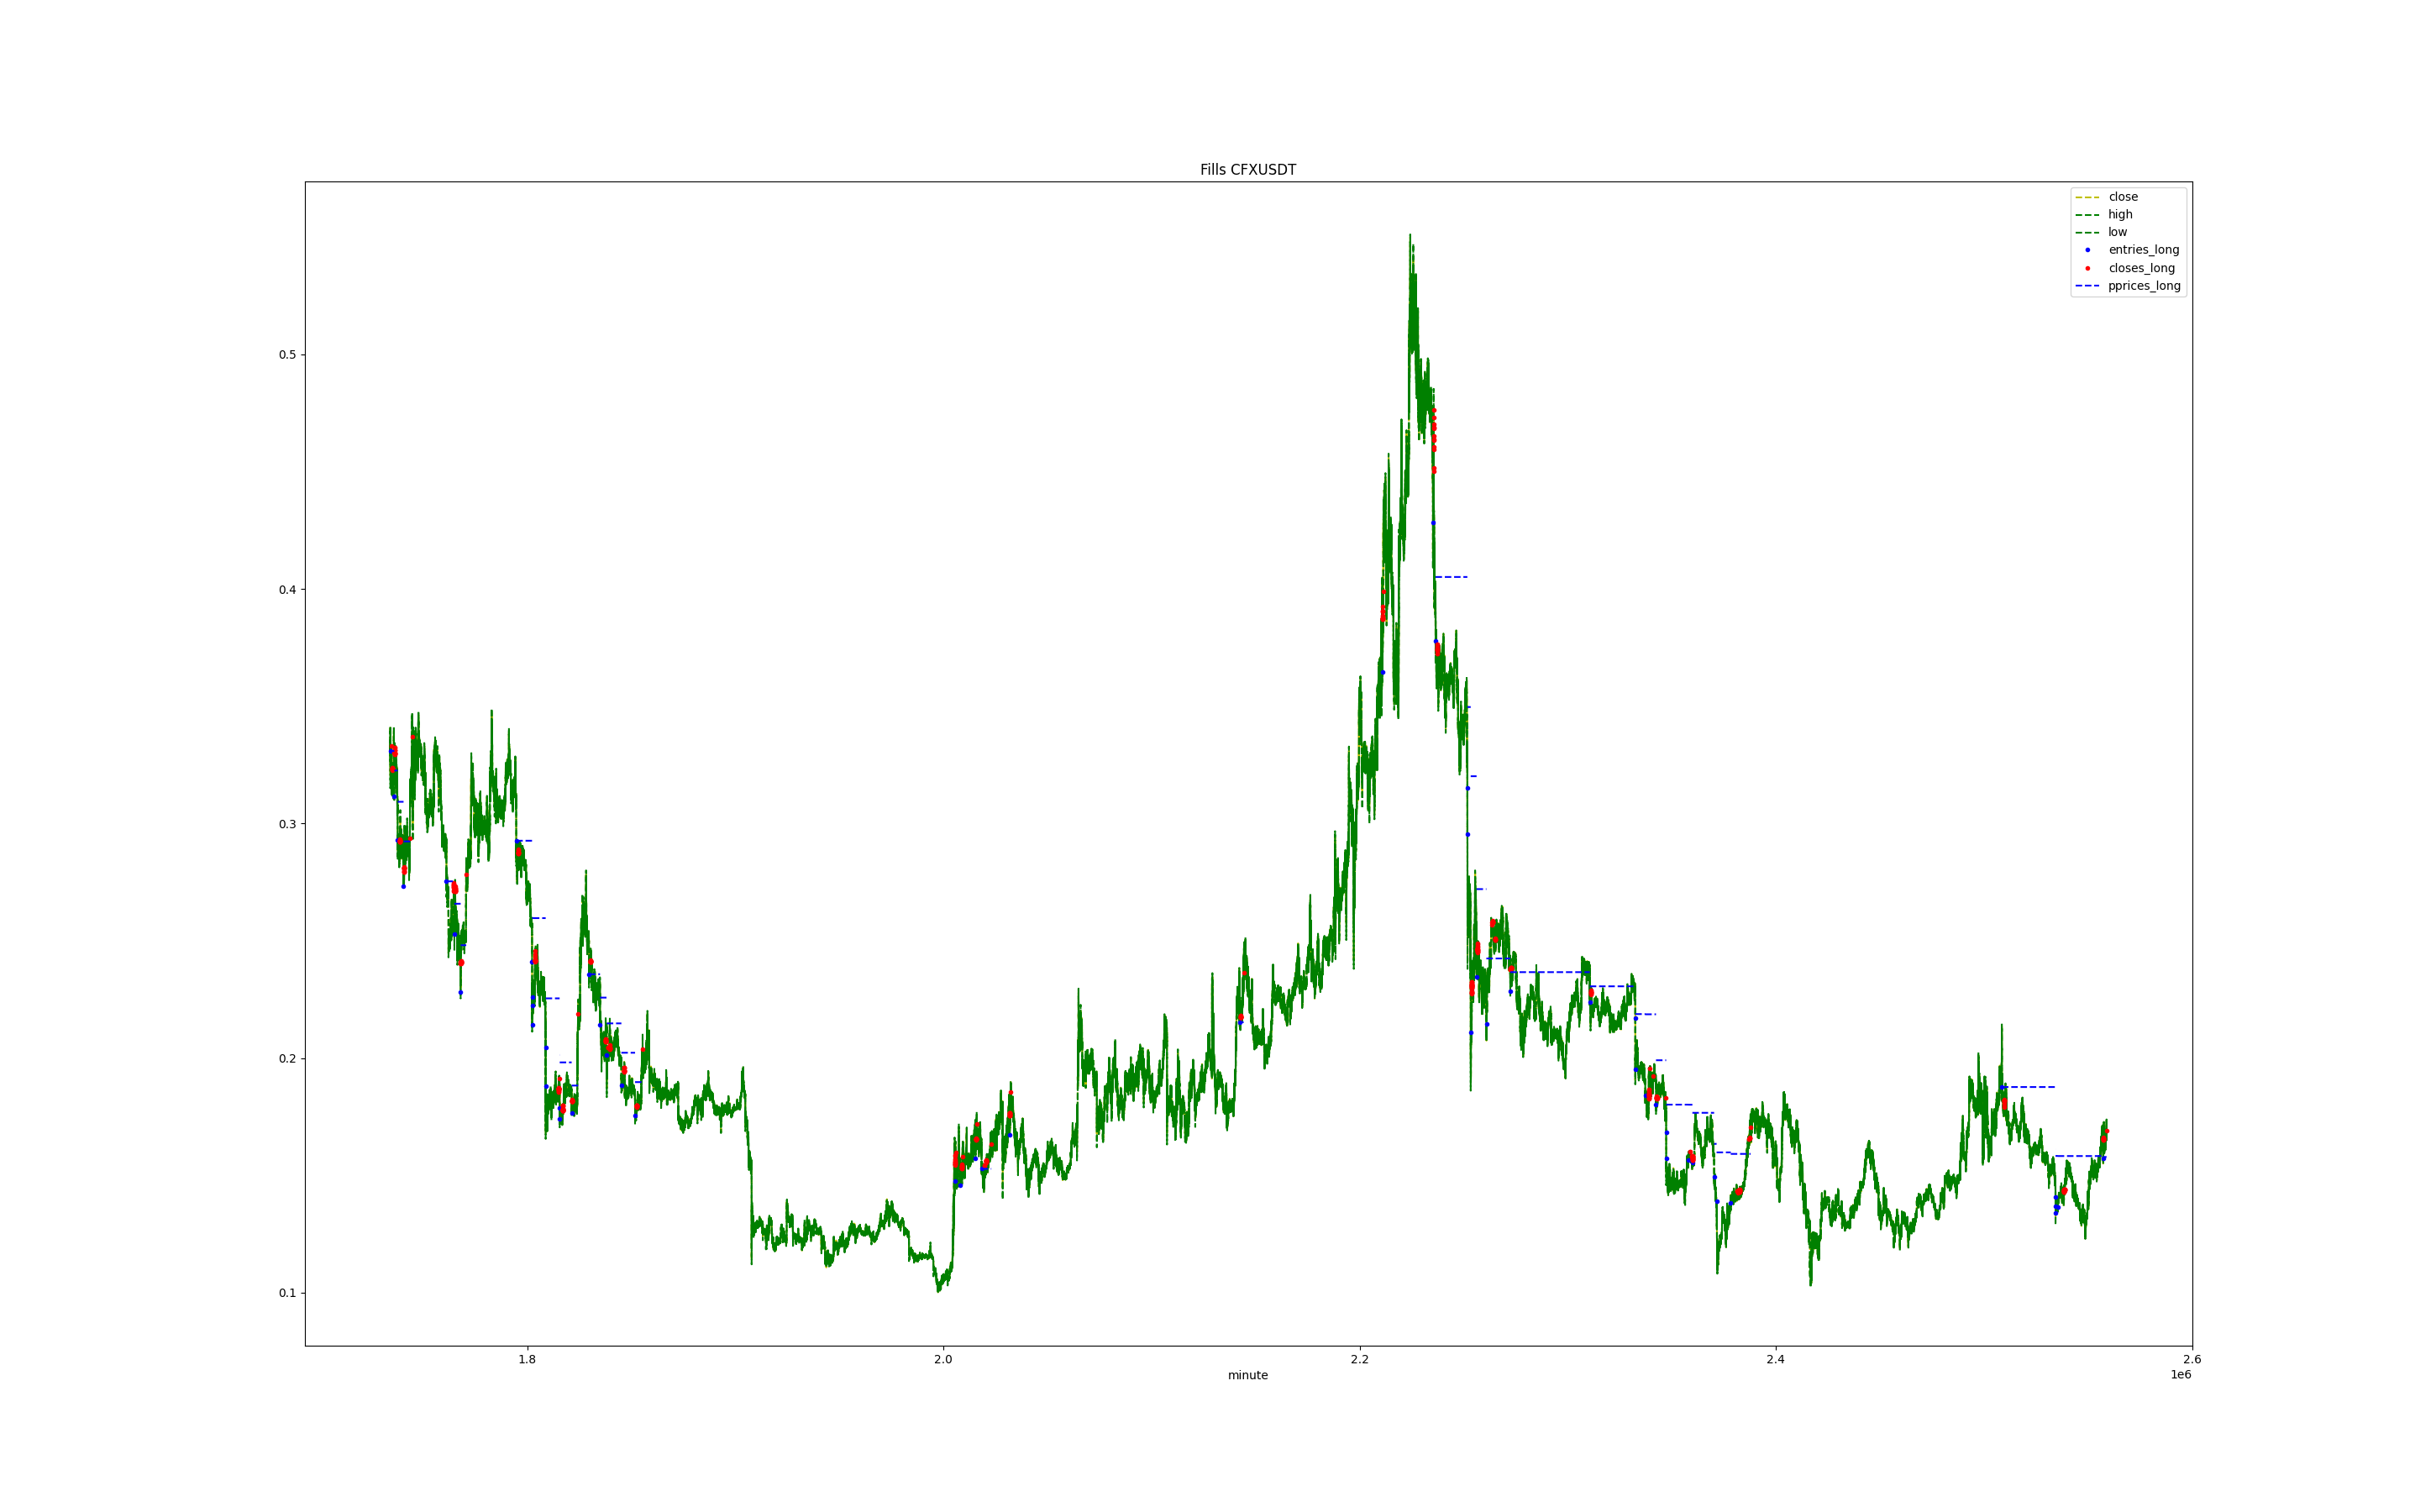 Fills CFXUSDT
close
high
low
entries_long
closes_long
pprices_long
0.5
0.4
0.3
0.2
0.1
1.8
2.0
2.2
2.4
2.6
minute
1e6